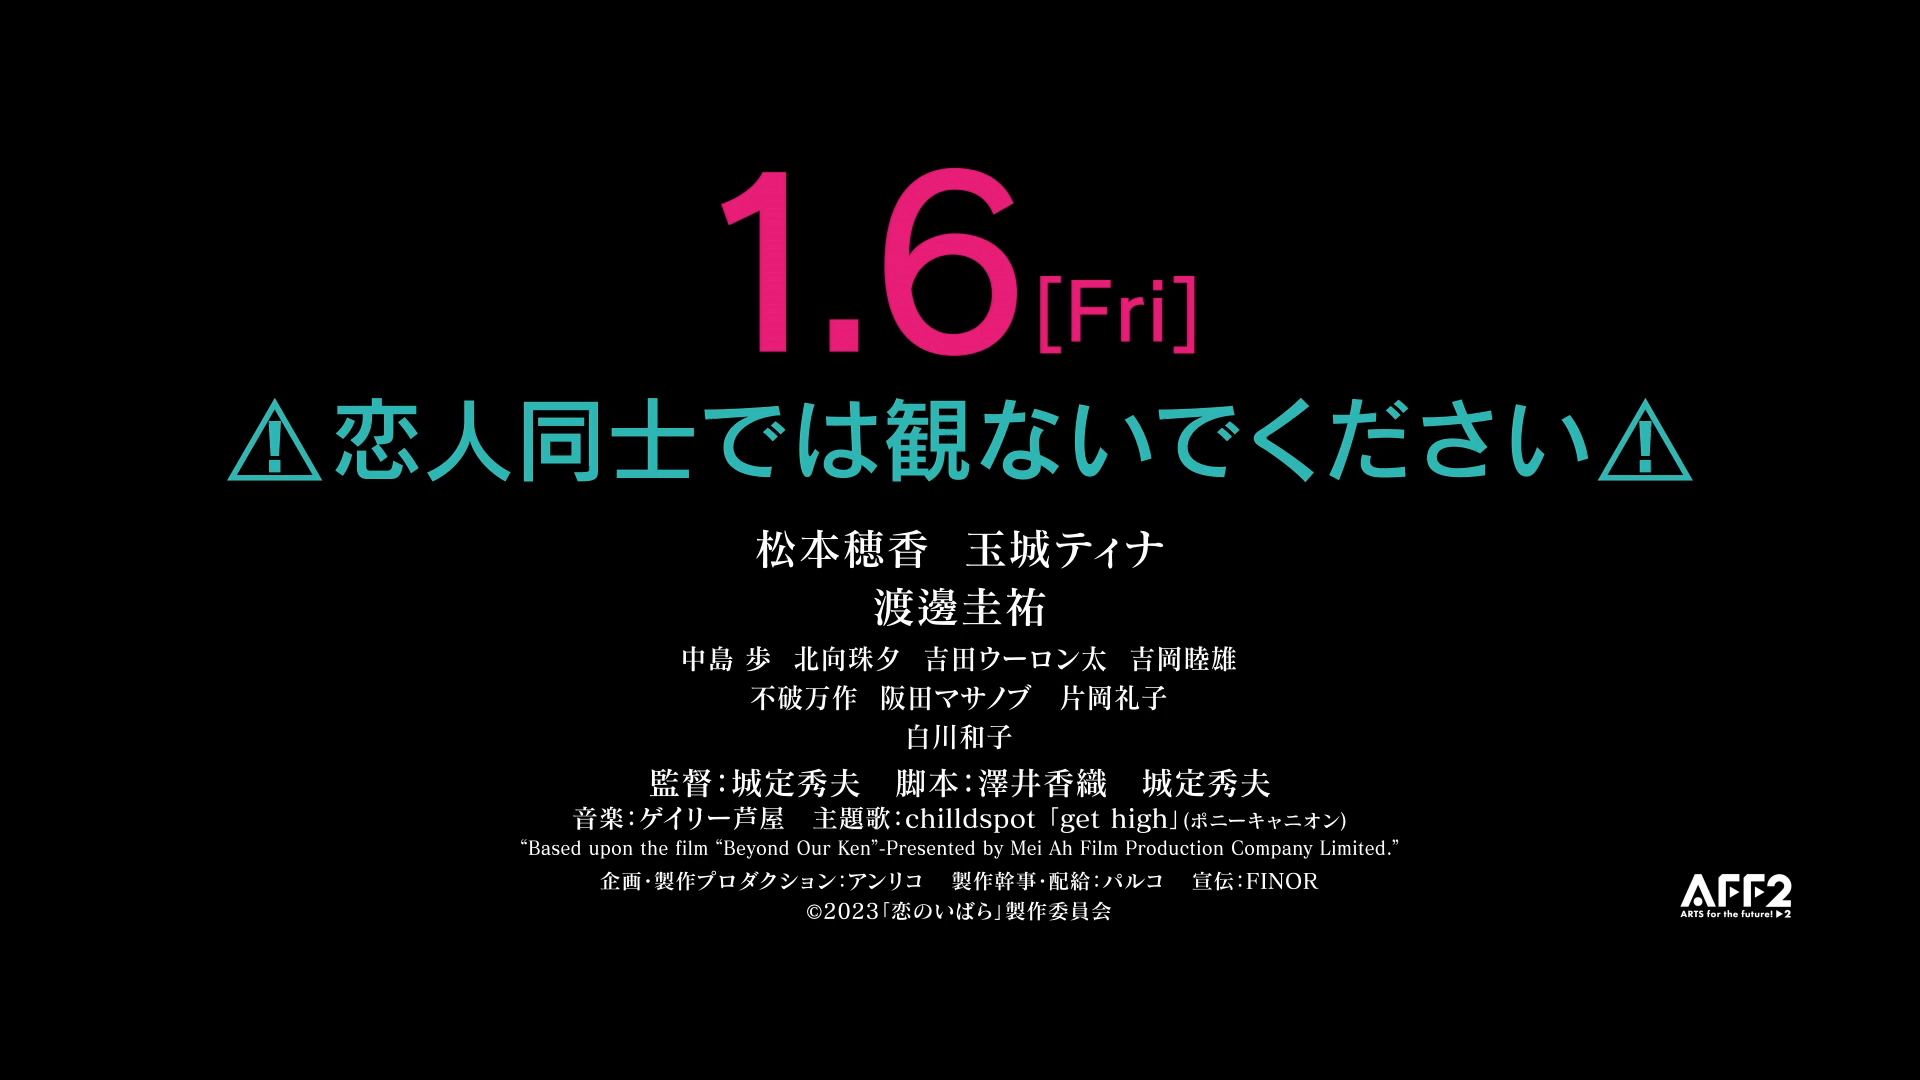 1.6[Fri]
⚠恋人同士では観ないでください⚠
松本穂香 玉城ティナ
渡邊圭祐
中島 歩 北向珠夕 吉田ウーロン太 吉岡睦雄
不破万作 阪田マサノブ 片岡礼子
白川和子
監督：城定秀夫 脚本：澤井香織 城定秀夫
音楽：ゲイリー芦屋 主題歌：chilldspot「get high」(ポニーキャニオン)
“Based upon the film “Beyond Our Ken”-Presented by Mei Ah Film Production Company Limited.”
企画・製作プロダクション：アンリコ 製作幹事・配給：パルコ 宣伝：FINOR
©2023「恋のいばら」製作委員会
AFF2
ARTS for the future! ▶2